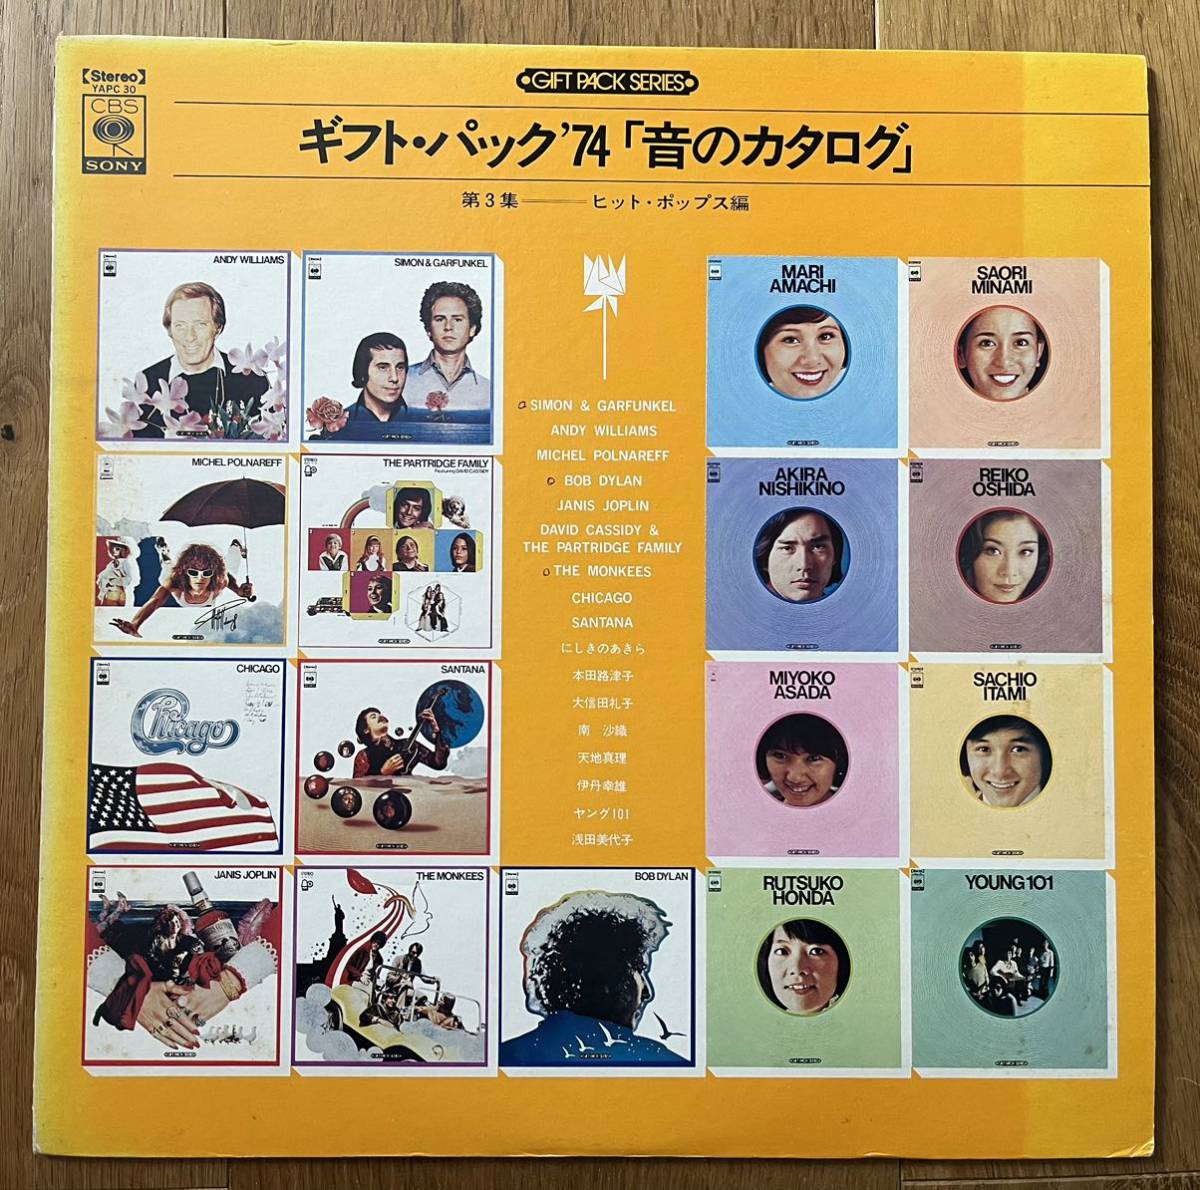 GIFT PACK SERIES
Stereo
YAPC 30
CBS
SONY
ギフト・パック'74「音のカタログ」
第3集——ヒット・ポップス編
ANDY WILLIAMS
SIMON & GARFUNKEL
MARI
AMACHI
SAORI
MINAMI
SIMON & GARFUNKEL
ANDY WILLIAMS
MICHEL POLNAREFF
BOB DYLAN
JANIS JOPLIN
DAVID CASSIDY &
THE PARTRIDGE FAMILY
THE MONKEES
CHICAGO
SANTANA
にしきのあきら
本田路津子
大信田礼子
南 沙織
天地真理
伊丹幸雄
ヤング101
浅田美代子
MICHEL POLNAREFF
THE PARTRIDGE FAMILY
Featuring DAVID CASSIDY
AKIRA
NISHIKINO
REIKO
OSHIDA
CHICAGO
Chicago
SANTANA
MIYOKO
ASADA
SACHIO
ITAMI
JANIS JOPLIN
THE MONKEES
BOB DYLAN
RUTSUKO
HONDA
YOUNG 101